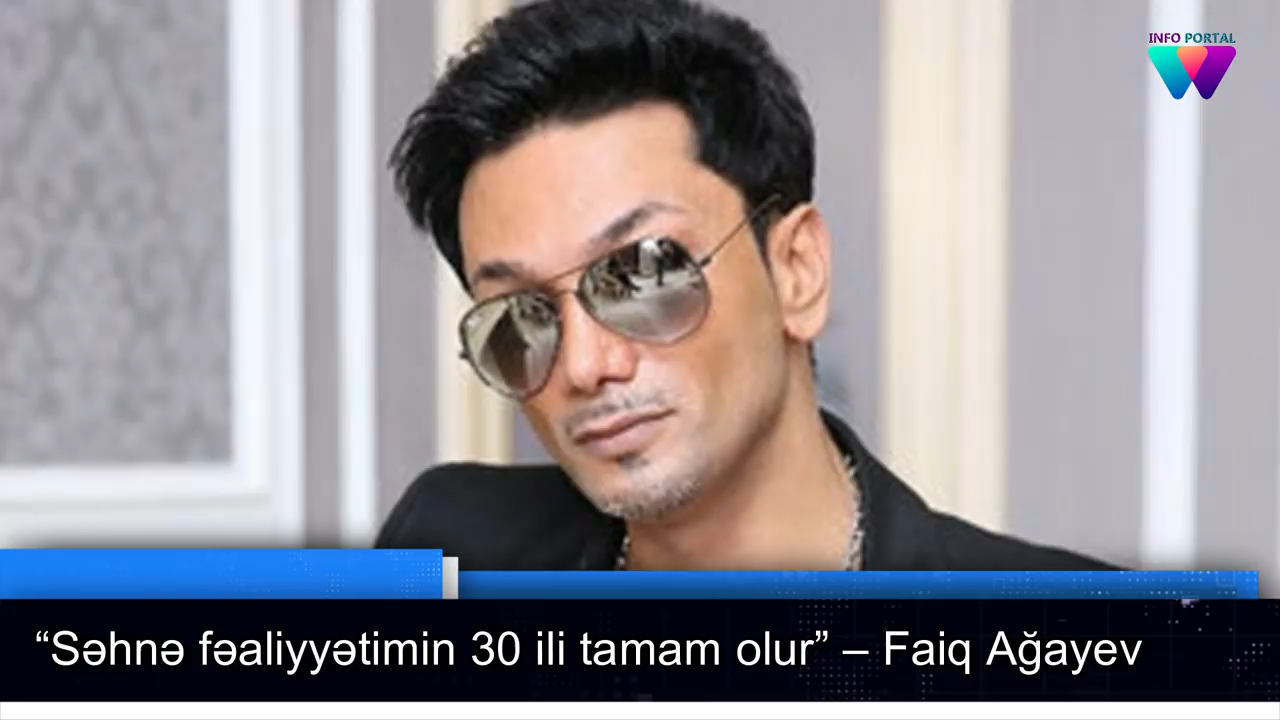 INFO PORTAL
“Səhnə fəaliyyətimin 30 ili tamam olur” – Faiq Ağayev